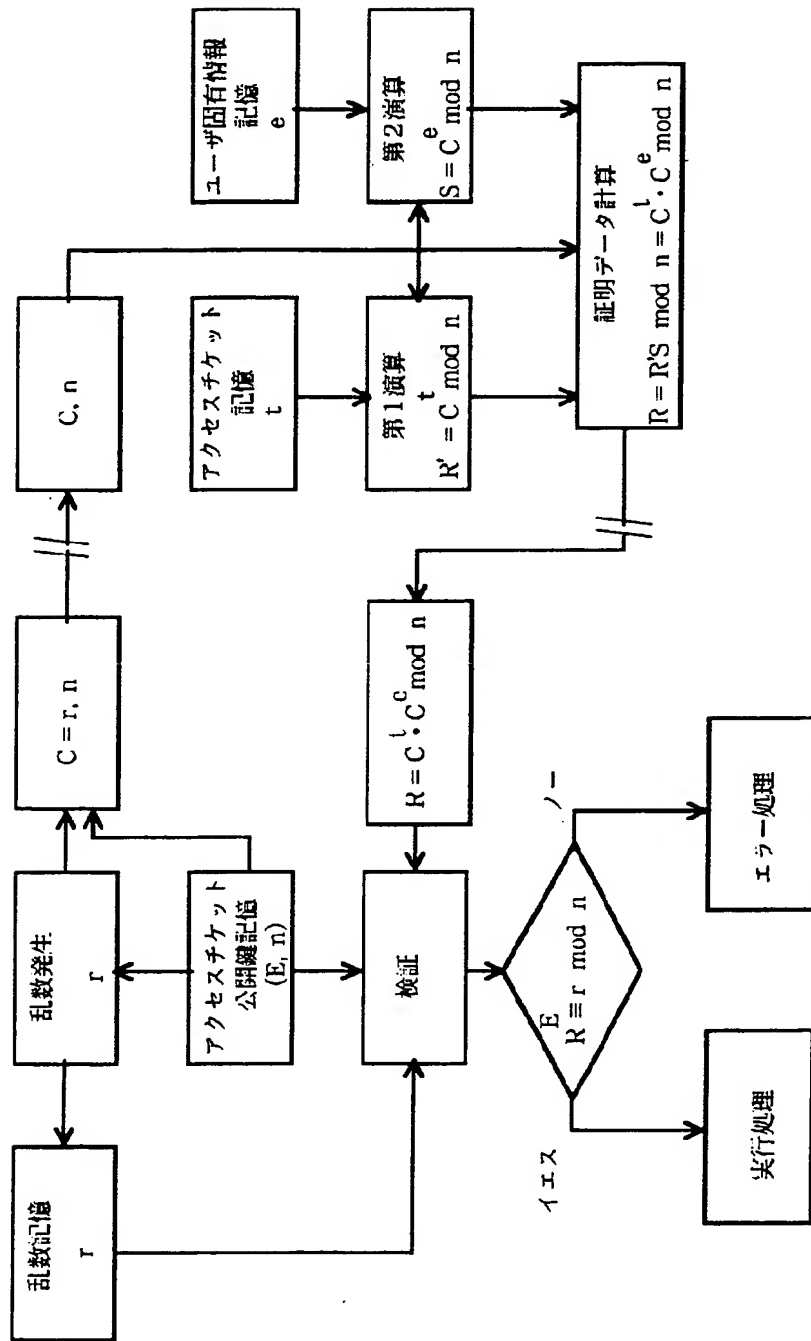 乱数記憶
r
乱数発生
r
C = r, n
C, n
アクセスチケット
公開鍵記憶
(E, n)
アクセスチケット
記憶
t
ユーザ固有情報
記憶
e
検証
R = C^t・C^c mod n
第1演算
R' = C^t mod n
第2演算
S = C^e mod n
証明データ計算
R = R'S mod n = C^t・C^e mod n
R^E ≡ r mod n
イエス
ノー
実行処理
エラー処理